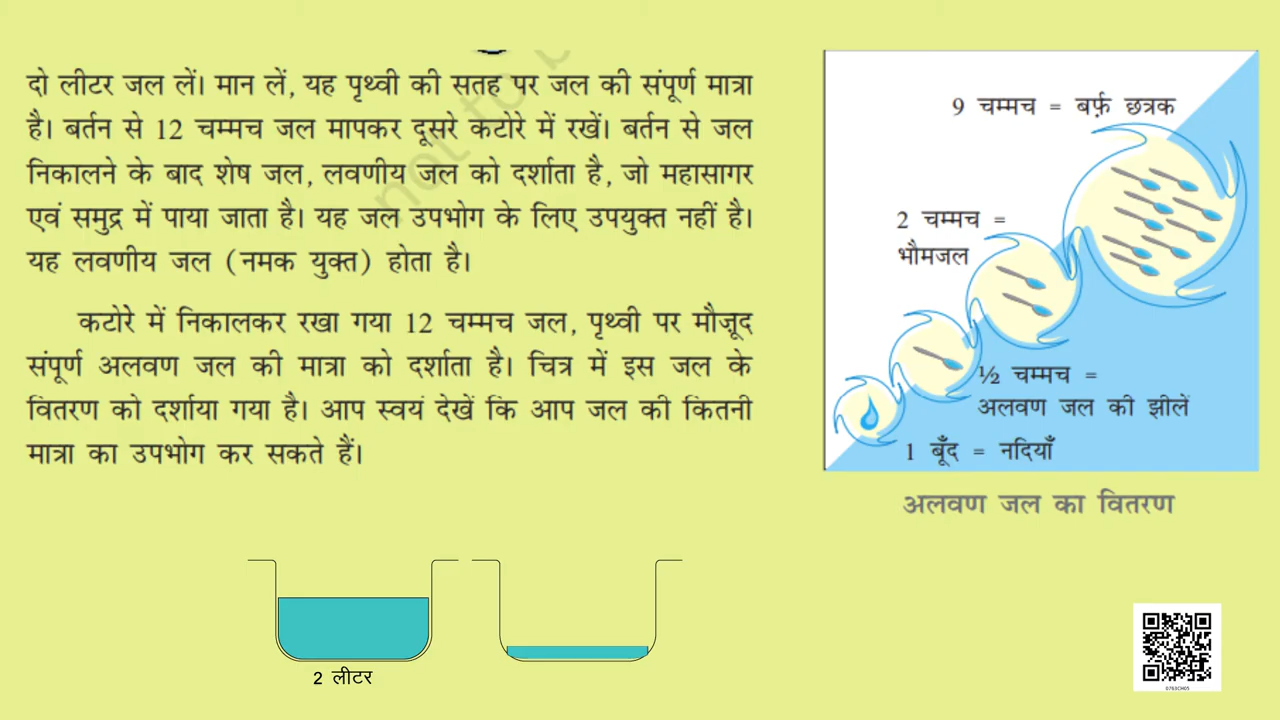 दो लीटर जल लें। मान लें, यह पृथ्वी की सतह पर जल की संपूर्ण मात्रा
है। बर्तन से 12 चम्मच जल मापकर दूसरे कटोरे में रखें। बर्तन से जल
निकालने के बाद शेष जल, लवणीय जल को दर्शाता है, जो महासागर
एवं समुद्र में पाया जाता है। यह जल उपभोग के लिए उपयुक्त नहीं है।
यह लवणीय जल (नमक युक्त) होता है।
कटोरे में निकालकर रखा गया 12 चम्मच जल, पृथ्वी पर मौज़ूद
संपूर्ण अलवण जल की मात्रा को दर्शाता है। चित्र में इस जल के
वितरण को दर्शाया गया है। आप स्वयं देखें कि आप जल की कितनी
मात्रा का उपभोग कर सकते हैं।
9 चम्मच = बर्फ़ छत्रक
2 चम्मच =
भौमजल
½ चम्मच =
अलवण जल की झीलें
1 बूँद = नदियाँ
अलवण जल का वितरण
2 लीटर
0763CH05